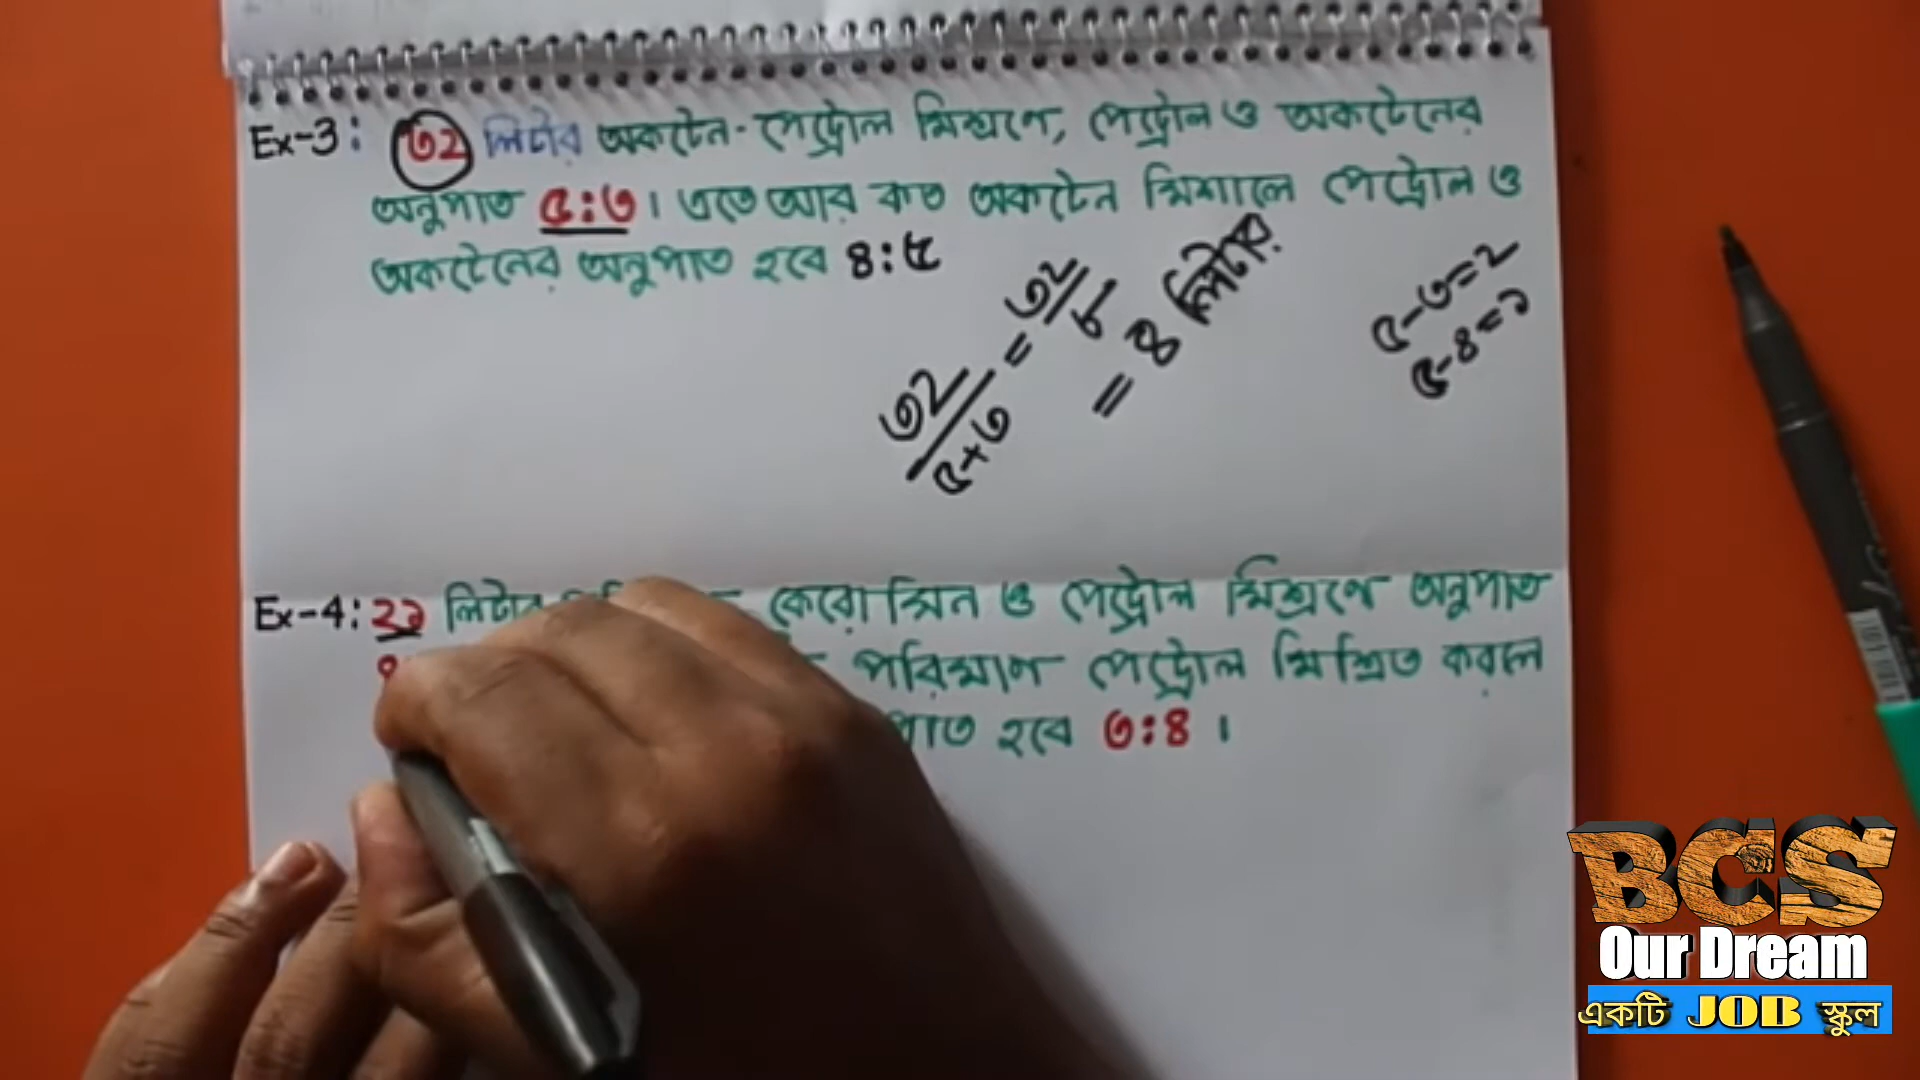 Ex-3: ৩২ লিটার অকটেন-পেট্রোল মিশ্রণে, পেট্রোল ও অকটেনের
অনুপাত ৫:৩। এতে আর কত অকটেন মিশালে পেট্রোল ও
অকটেনের অনুপাত হবে ৪:৫
৩২/৫+৩ = ৩২/৮
= ৪ লিটার
৫-৩=২
৫-৪=১
Ex-4: ২১ লিটার কেরোসিন ও পেট্রোল মিশ্রণে অনুপাত
পরিমাণ পেট্রোল মিশ্রিত করলে
হবে ৩:৪।
BCS
Our Dream
একটি JOB স্কুল